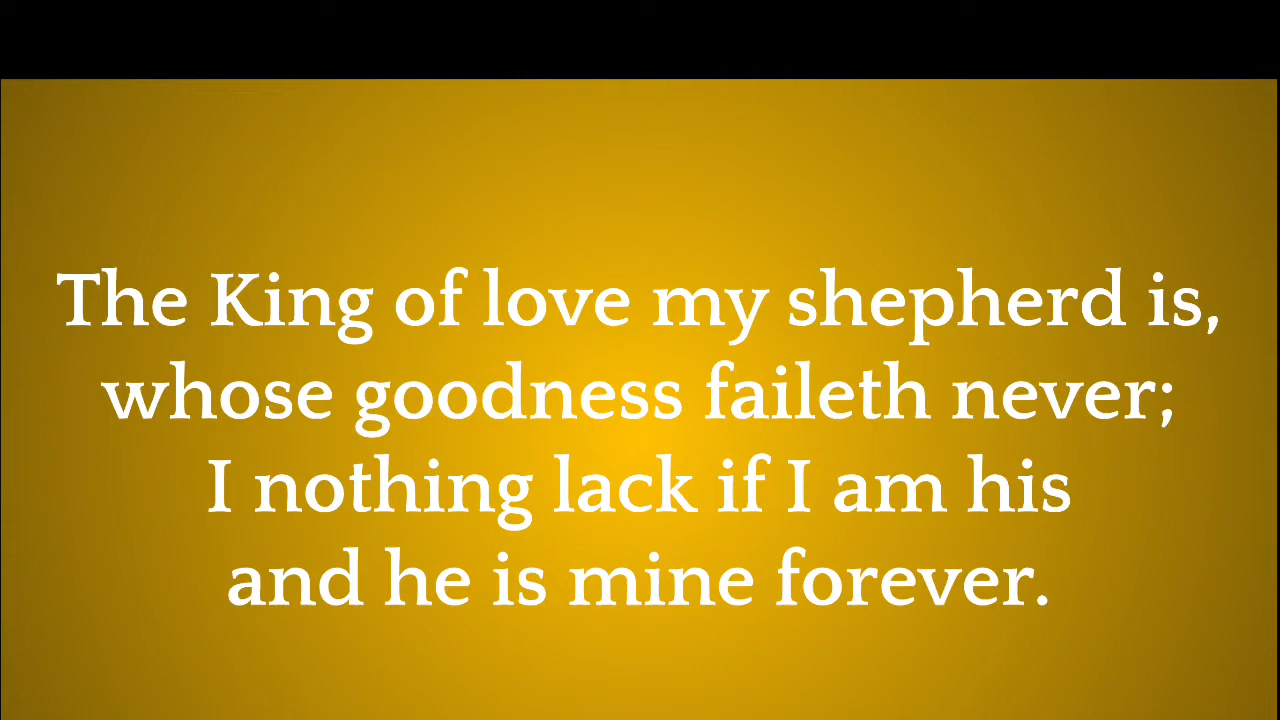 The King of love my shepherd is,
whose goodness faileth never;
I nothing lack if I am his
and he is mine forever.